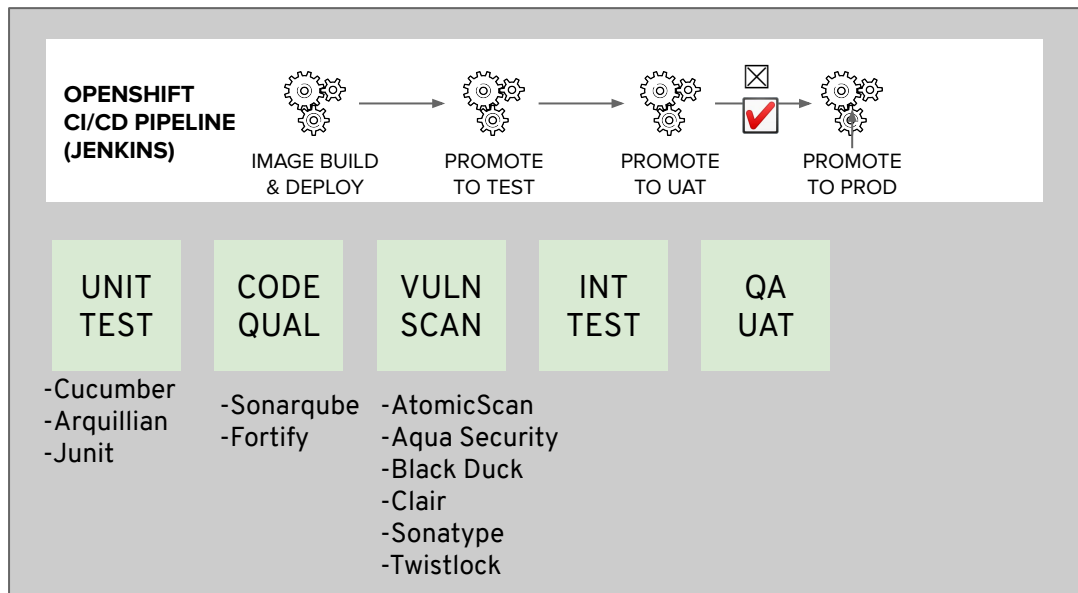 OPENSHIFT
CI/CD PIPELINE
(JENKINS)
IMAGE BUILD
& DEPLOY
PROMOTE
TO TEST
PROMOTE
TO UAT
PROMOTE
TO PROD
UNIT
TEST
CODE
QUAL
VULN
SCAN
INT
TEST
QA
UAT
-Cucumber
-Arquillian
-Junit
-Sonarqube
-Fortify
-AtomicScan
-Aqua Security
-Black Duck
-Clair
-Sonatype
-Twistlock